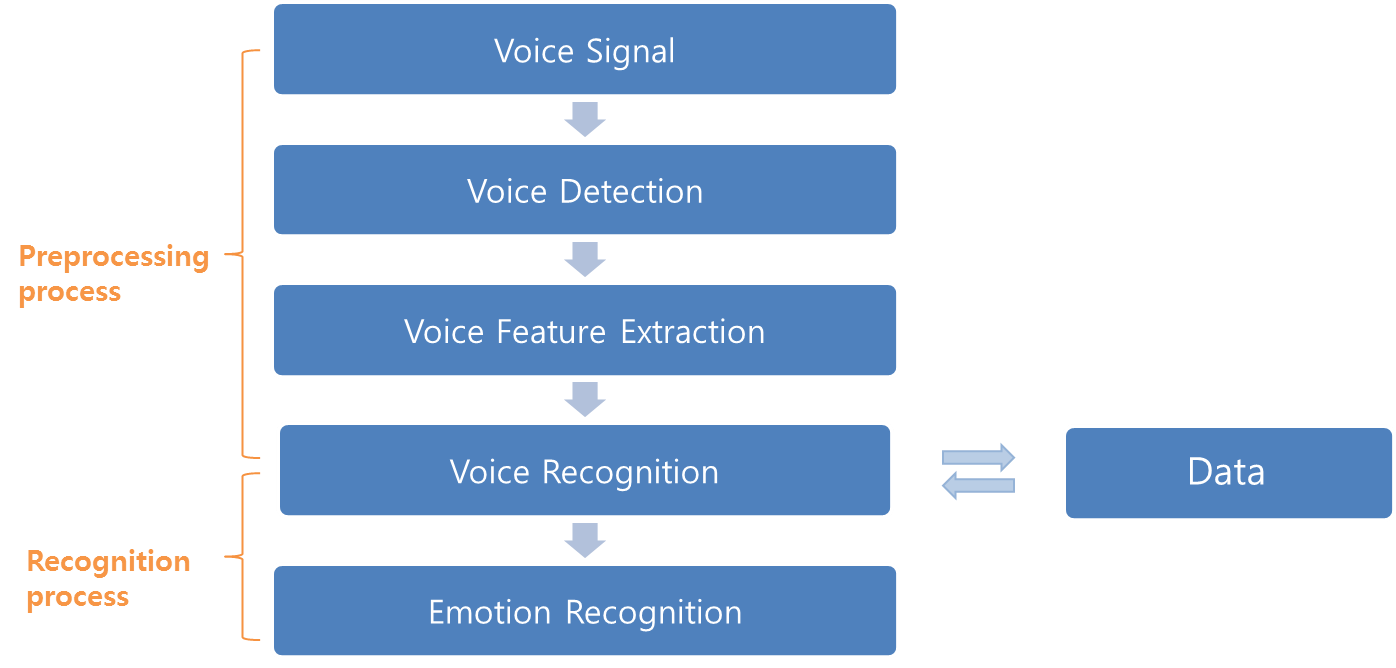 Voice Signal
Voice Detection
Preprocessing
process
Voice Feature Extraction
Voice Recognition
Data
Recognition
process
Emotion Recognition